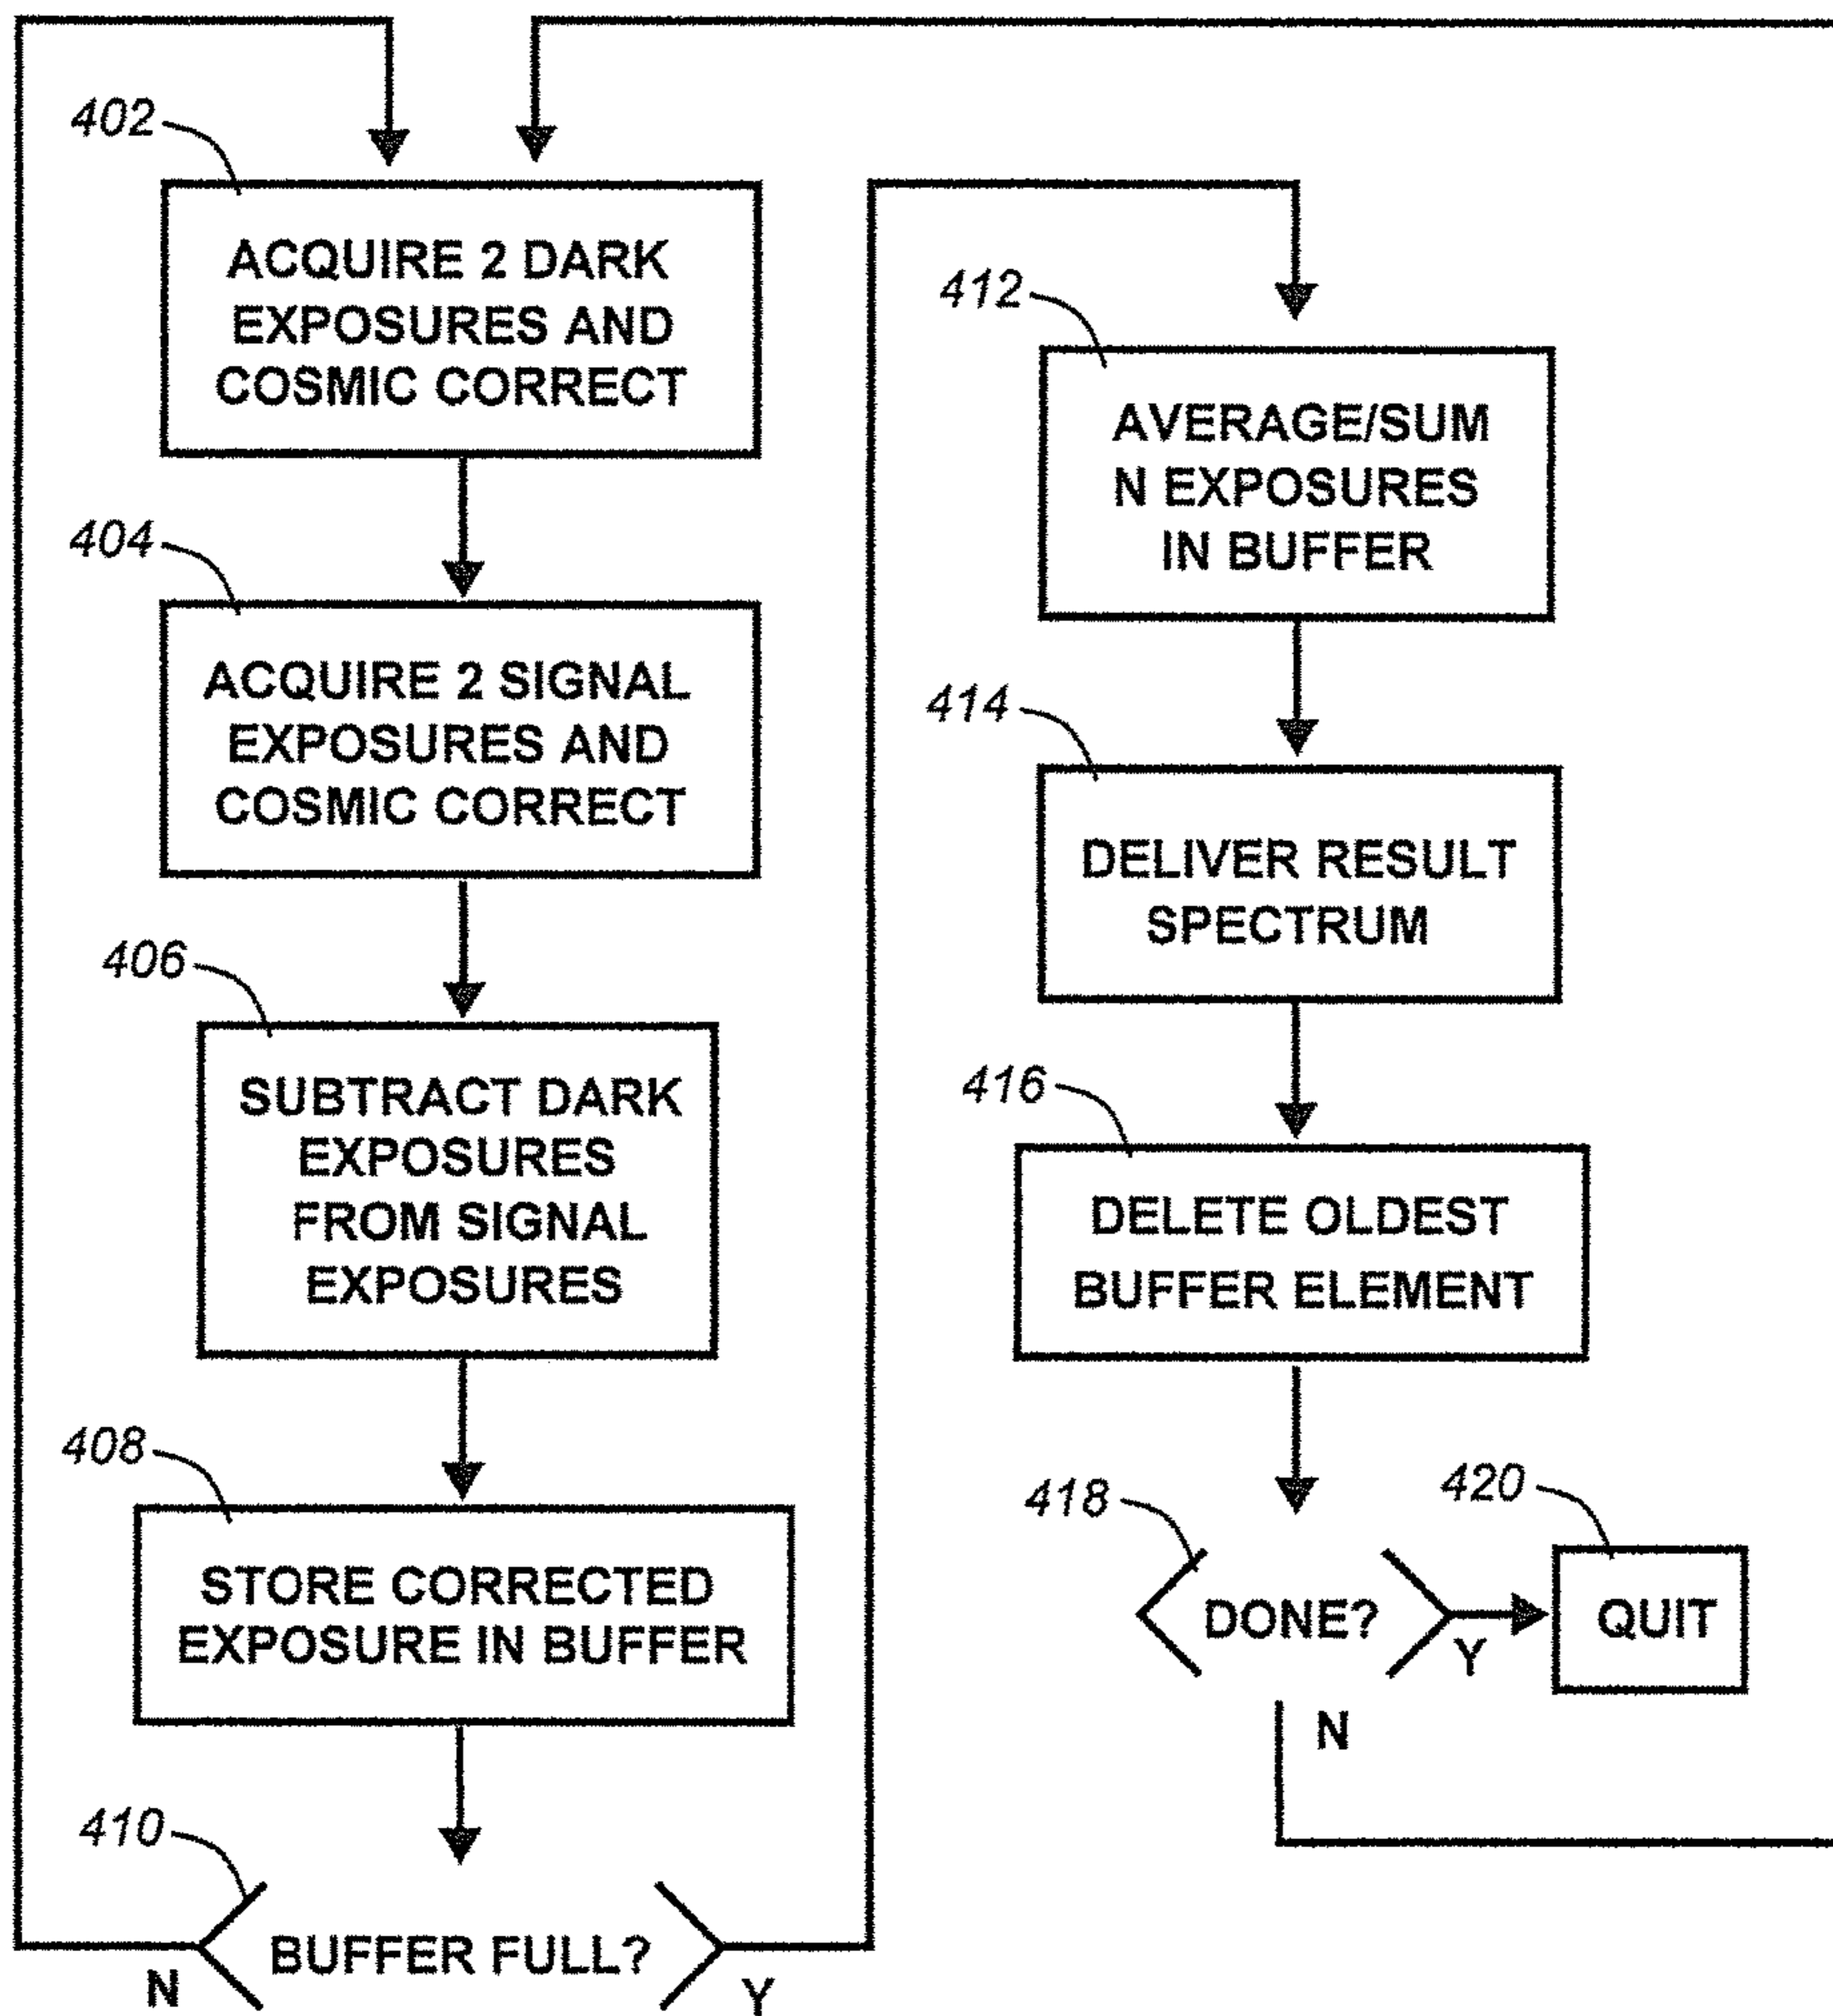 402
ACQUIRE 2 DARK
EXPOSURES AND
COSMIC CORRECT
404
ACQUIRE 2 SIGNAL
EXPOSURES AND
COSMIC CORRECT
406
SUBTRACT DARK
EXPOSURES
FROM SIGNAL
EXPOSURES
408
STORE CORRECTED
EXPOSURE IN BUFFER
410
BUFFER FULL?
N
Y
412
AVERAGE/SUM
N EXPOSURES
IN BUFFER
414
DELIVER RESULT
SPECTRUM
416
DELETE OLDEST
BUFFER ELEMENT
418
DONE?
Y
N
420
QUIT